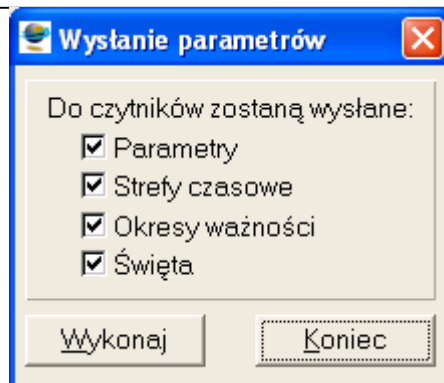 Wysłanie parametrów
Do czytników zostaną wysłane:
Parametry
Strefy czasowe
Okresy ważności
Święta
Wykonaj Koniec